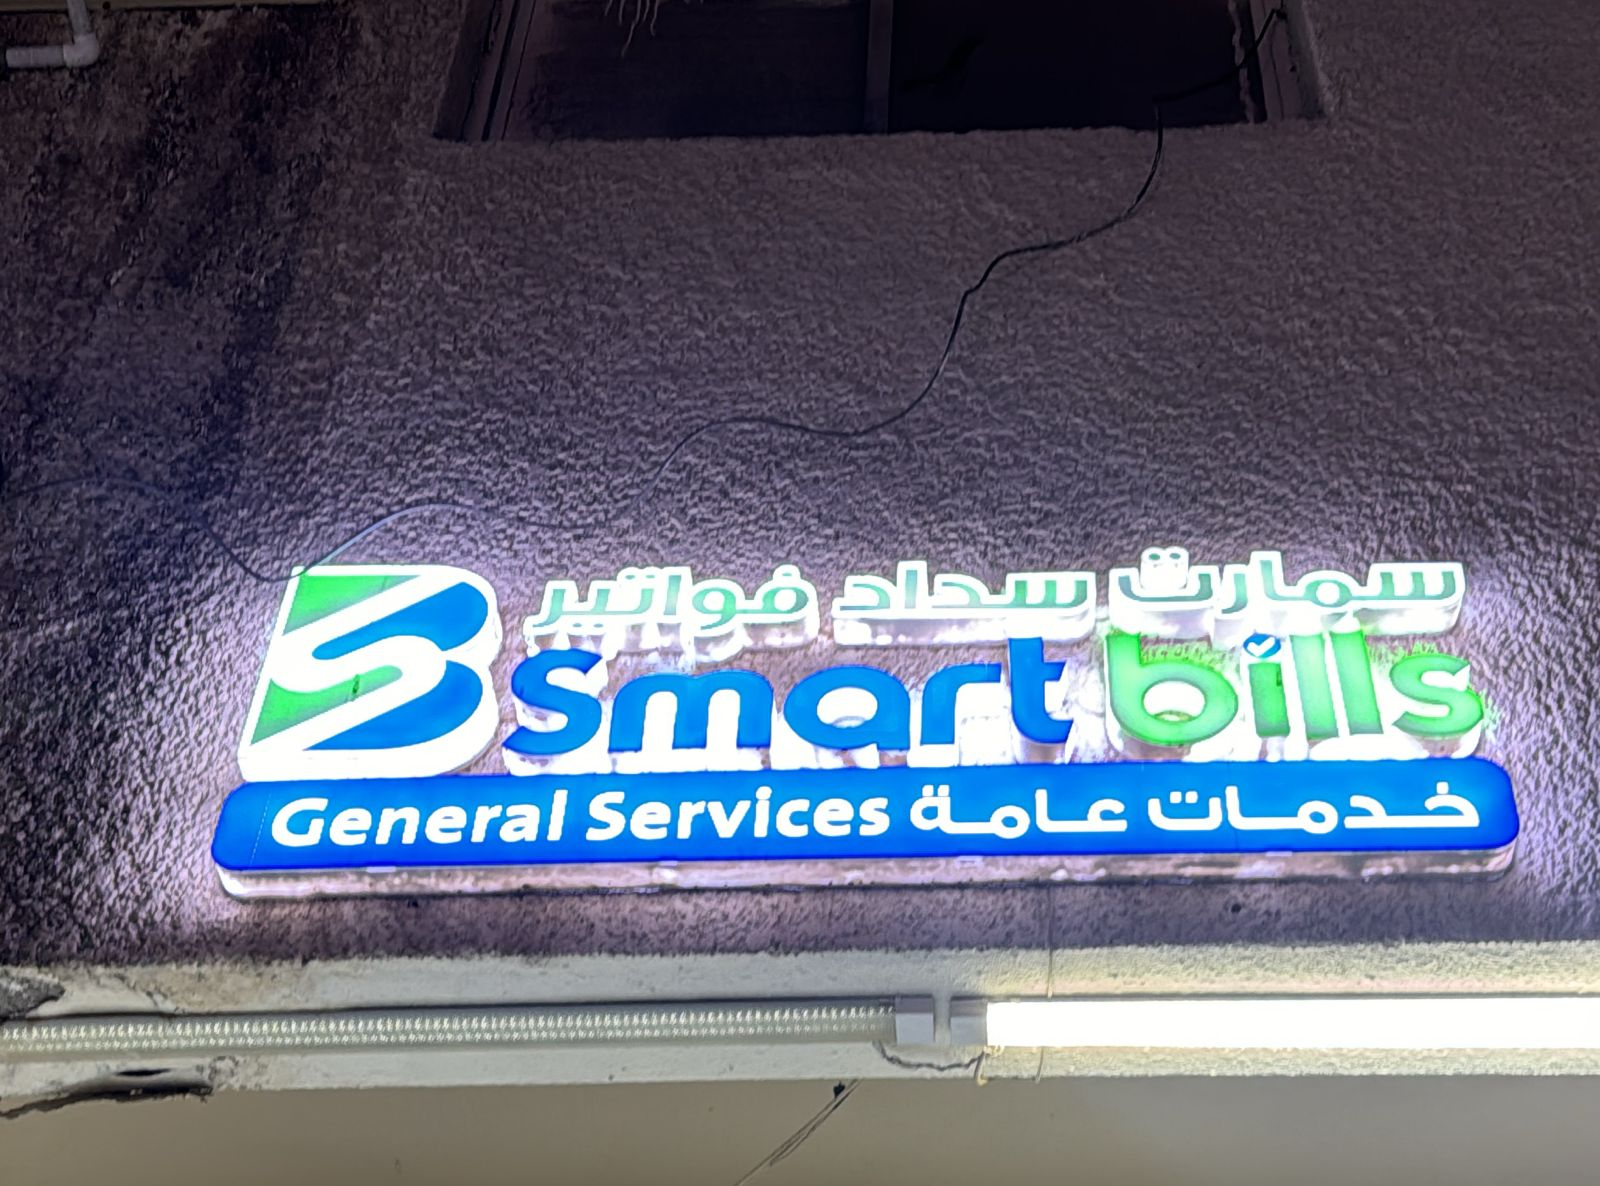 سمارت سداد فواتير
Smart bills
General Services خدمات عامة